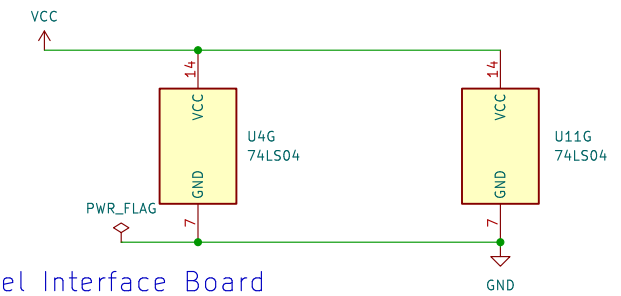 VCC
14
VCC
GND
7
U4G
74LS04
14
VCC
GND
7
U11G
74LS04
PWR_FLAG
GND
el Interface Board